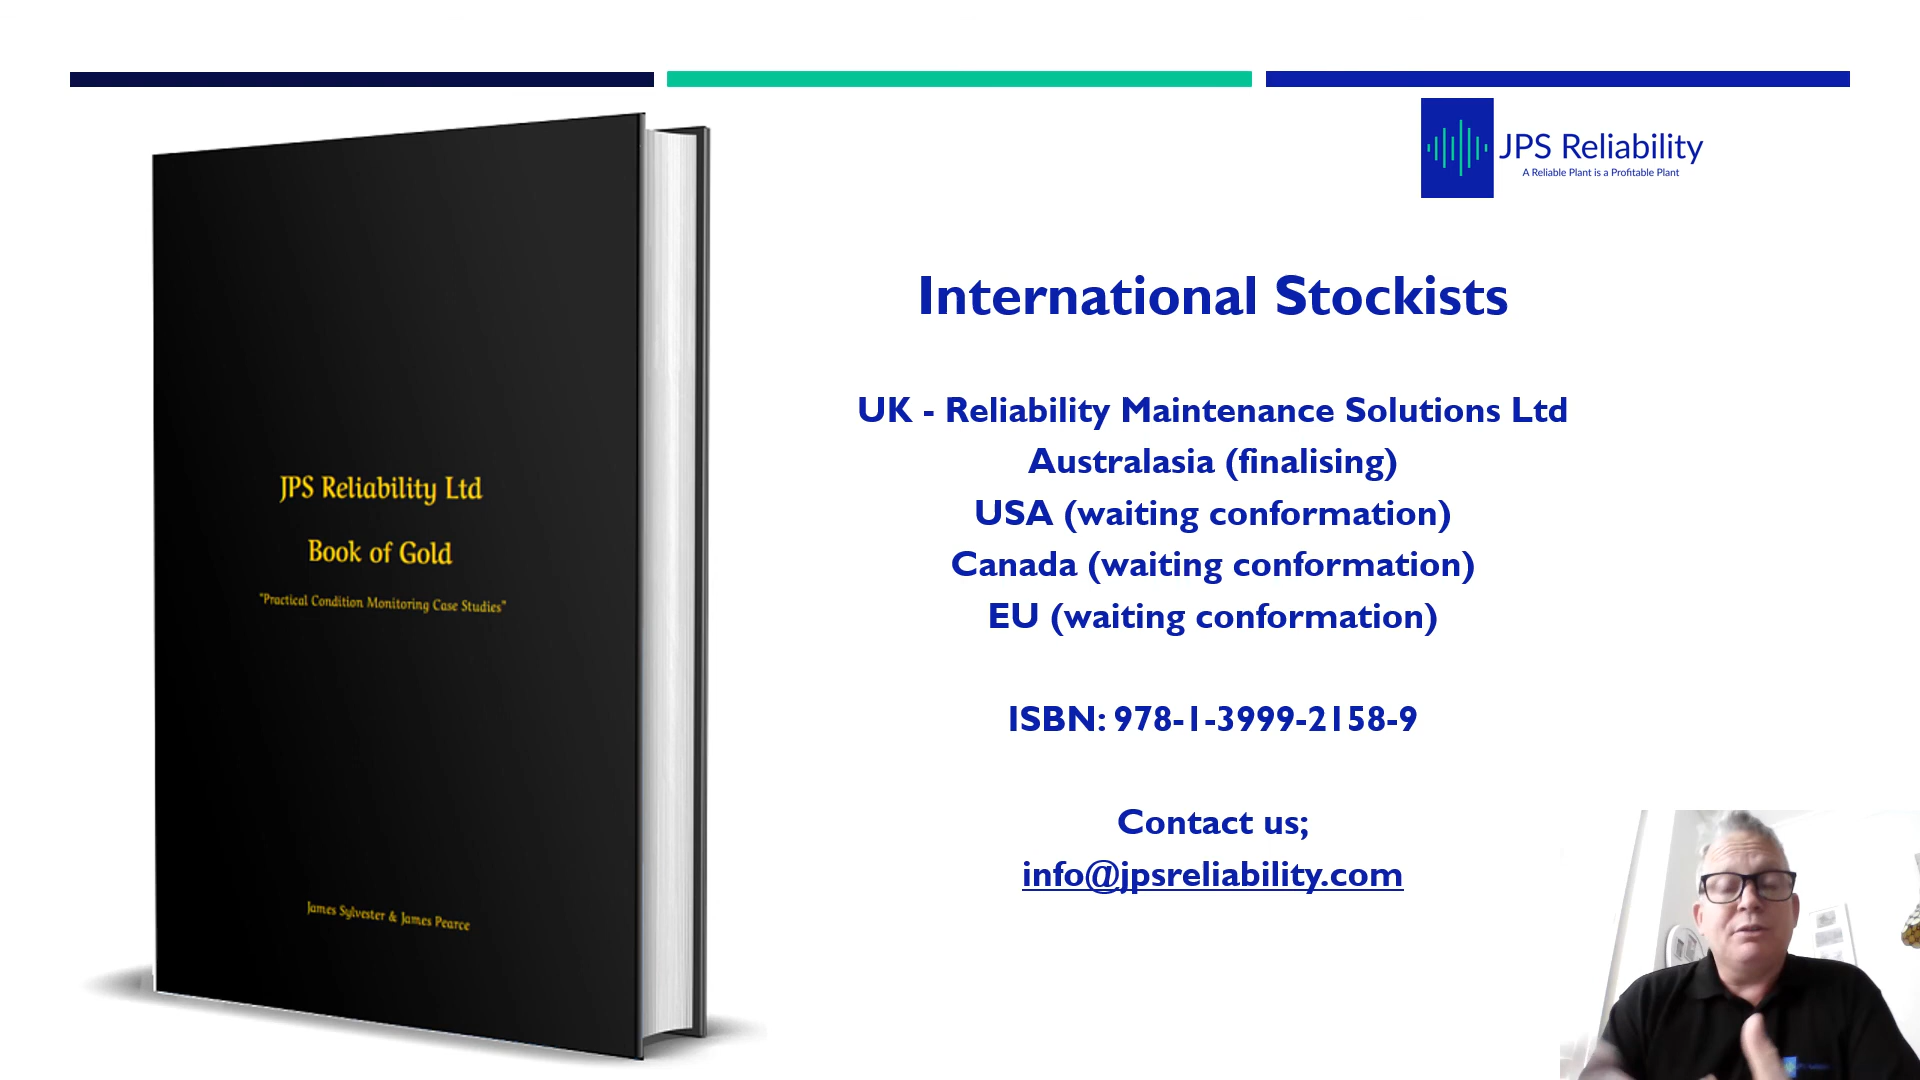 JPS Reliability
A Reliable Plant is a Profitable Plant
JPS Reliability Ltd
Book of Gold
"Practical Condition Monitoring Case Studies"
James Sylvester & James Pearce
International Stockists
UK - Reliability Maintenance Solutions Ltd
Australasia (finalising)
USA (waiting conformation)
Canada (waiting conformation)
EU (waiting conformation)
ISBN: 978-1-3999-2158-9
Contact us;
info@jpsreliability.com